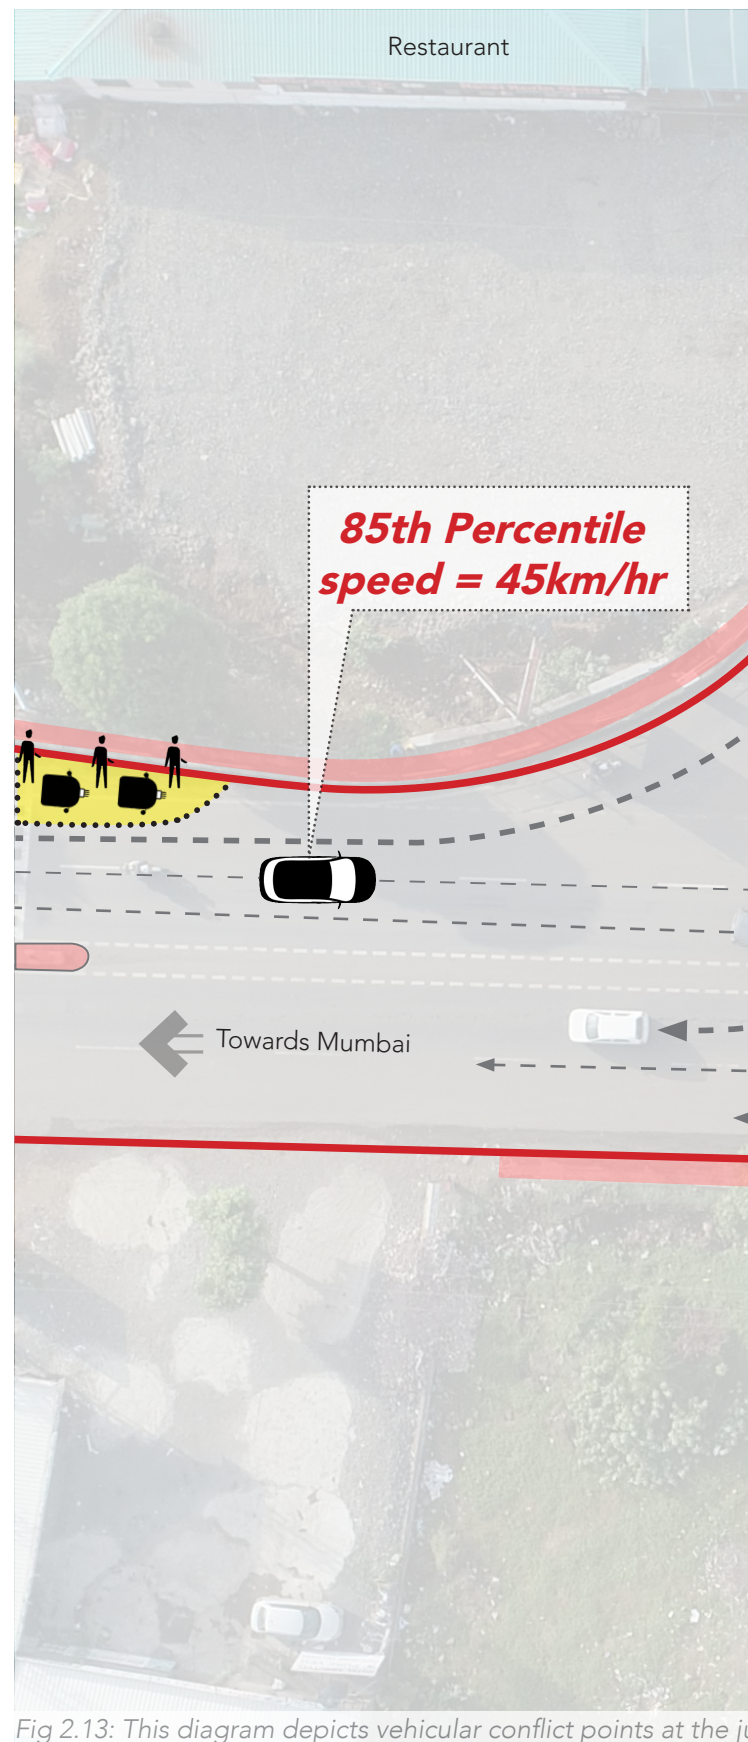 Restaurant
85th Percentile
speed = 45km/hr
Towards Mumbai
Fig 2.13: This diagram depicts vehicular conflict points at the